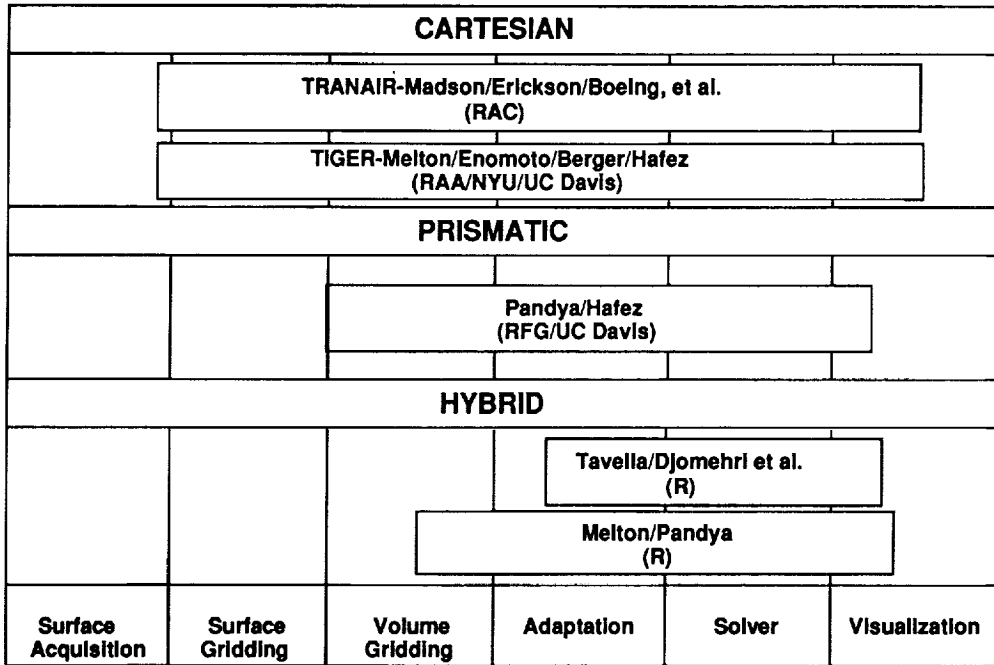 CARTESIAN
TRANAIR-Madson/Erickson/Boeing, et al.
(RAC)
TIGER-Melton/Enomoto/Berger/Hafez
(RAA/NYU/UC Davis)
PRISMATIC
Pandya/Hafez
(RFG/UC Davis)
HYBRID
Tavella/Djomehri et al.
(R)
Melton/Pandya
(R)
Surface
Acquisition
Surface
Gridding
Volume
Gridding
Adaptation
Solver
Visualization